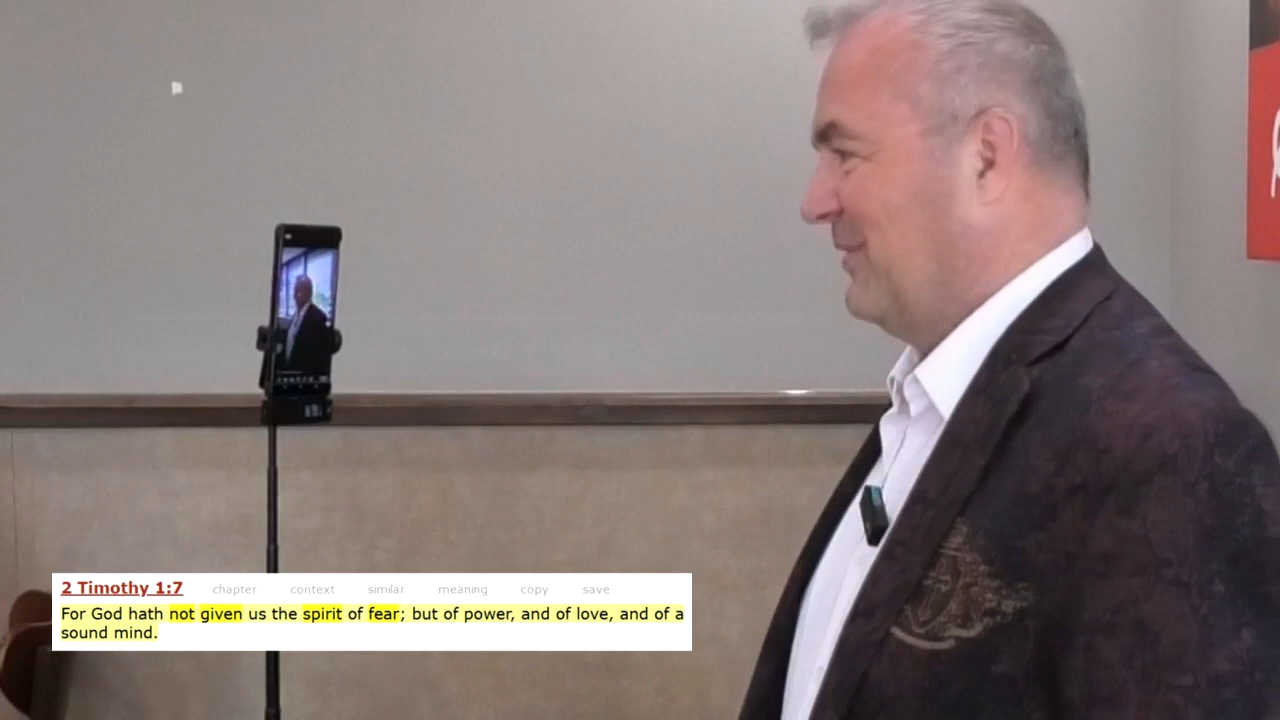 2 Timothy 1:7 chapter context similar meaning copy save
For God hath not given us the spirit of fear; but of power, and of love, and of a
sound mind.